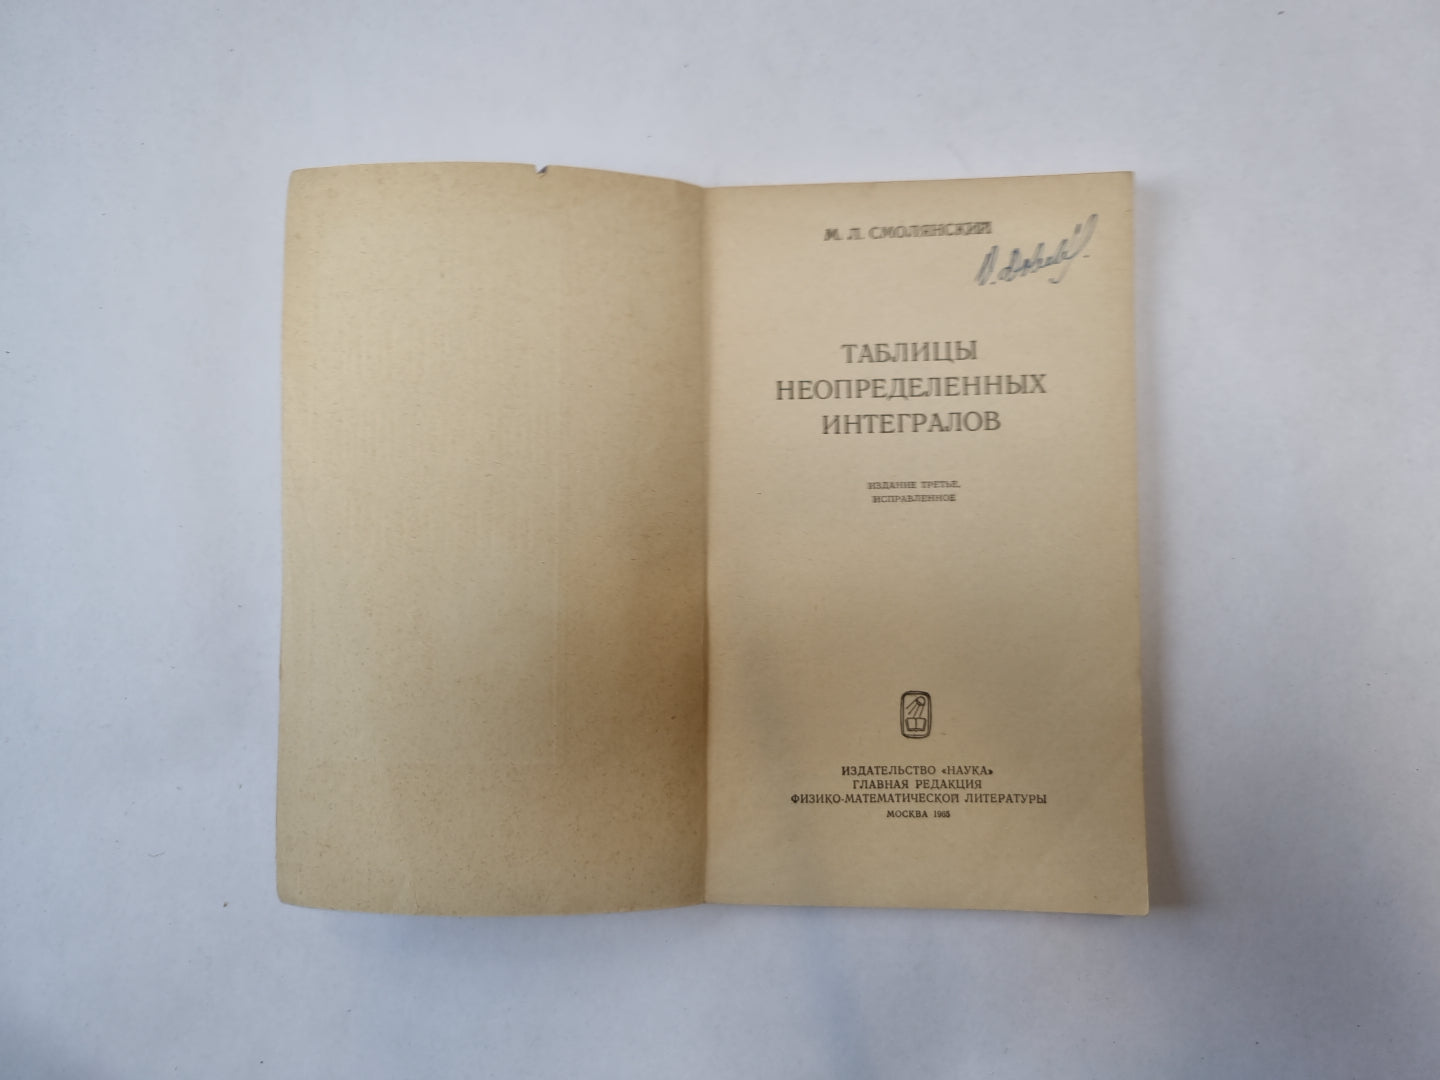 М. Л. СМОЛЯНСКИЙ
ТАБЛИЦЫ
НЕОПРЕДЕЛЕННЫХ
ИНТЕГРАЛОВ
ИЗДАНИЕ ТРЕТЬЕ,
ИСПРАВЛЕННОЕ
ИЗДАТЕЛЬСТВО «НАУКА»
ГЛАВНАЯ РЕДАКЦИЯ
ФИЗИКО-МАТЕМАТИЧЕСКОЙ ЛИТЕРАТУРЫ
МОСКВА 1965